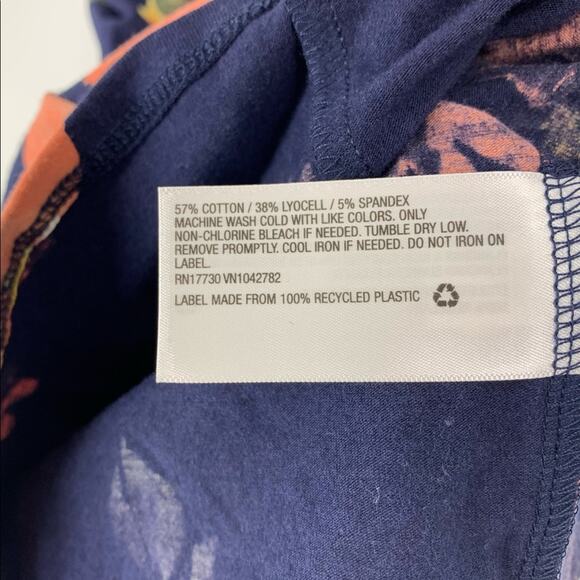 57% COTTON / 38% LYOCELL / 5% SPANDEX
MACHINE WASH COLD WITH LIKE COLORS. ONLY
NON-CHLORINE BLEACH IF NEEDED. TUMBLE DRY LOW.
REMOVE PROMPTLY. COOL IRON IF NEEDED. DO NOT IRON ON
LABEL.
RN17730 VN1042782
LABEL MADE FROM 100% RECYCLED PLASTIC